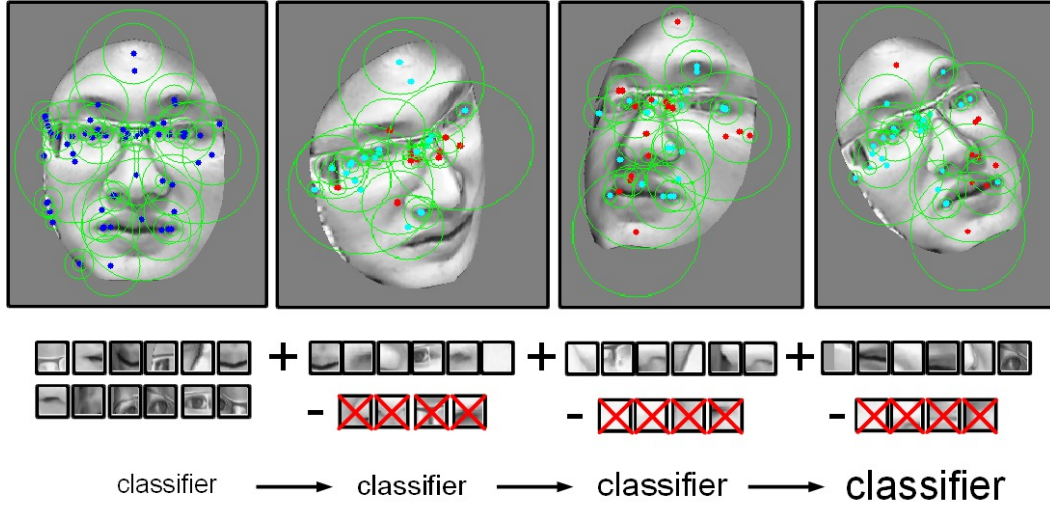 + + +
- - -
classifier classifier classifier classifier